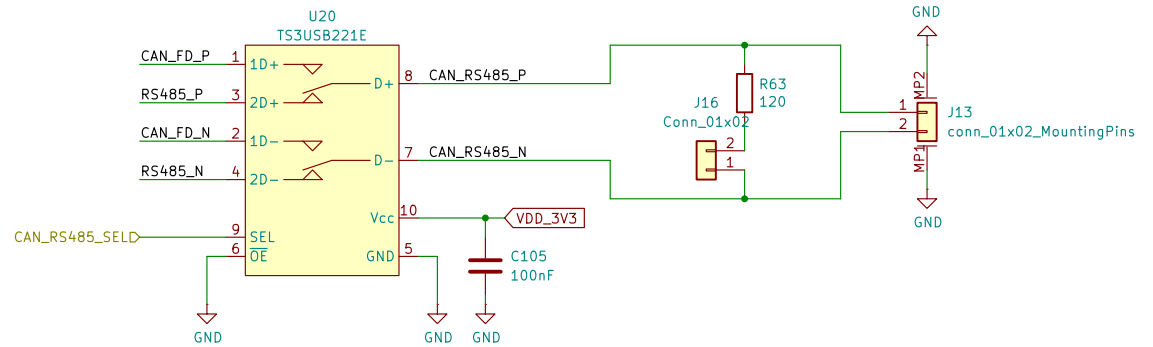 GND
U20
TS3USB221E
CAN_FD_P
1
1D+
RS485_P
3
2D+
CAN_FD_N
2
1D-
RS485_N
4
2D-
CAN_RS485_SEL
9
SEL
6
OE
D+
8
CAN_RS485_P
D-
7
CAN_RS485_N
Vcc
10
VDD_3V3
GND
5
C105
100nF
GND
GND
GND
R63
120
J16
Conn_01x02
2
1
MP2
1
2
MP1
J13
conn_01x02_MountingPins
GND